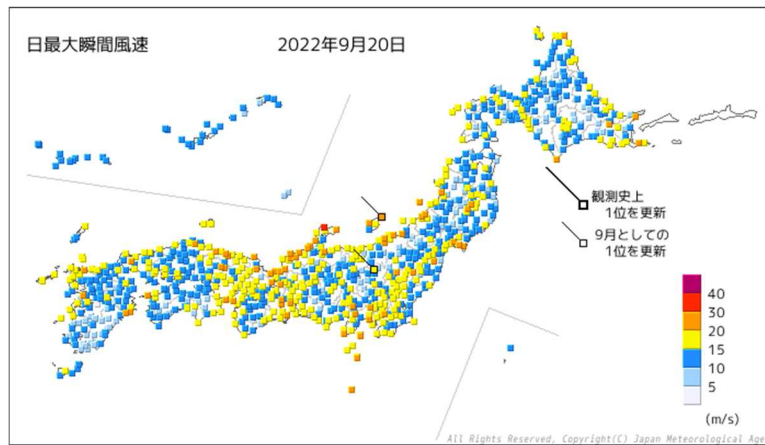 日最大瞬間風速
2022年9月20日
観測史上
1位を更新
9月としての
1位を更新
40
30
20
15
10
5
(m/s)
All Rights Reserved, Copyright(C) Japan Meteorological Age